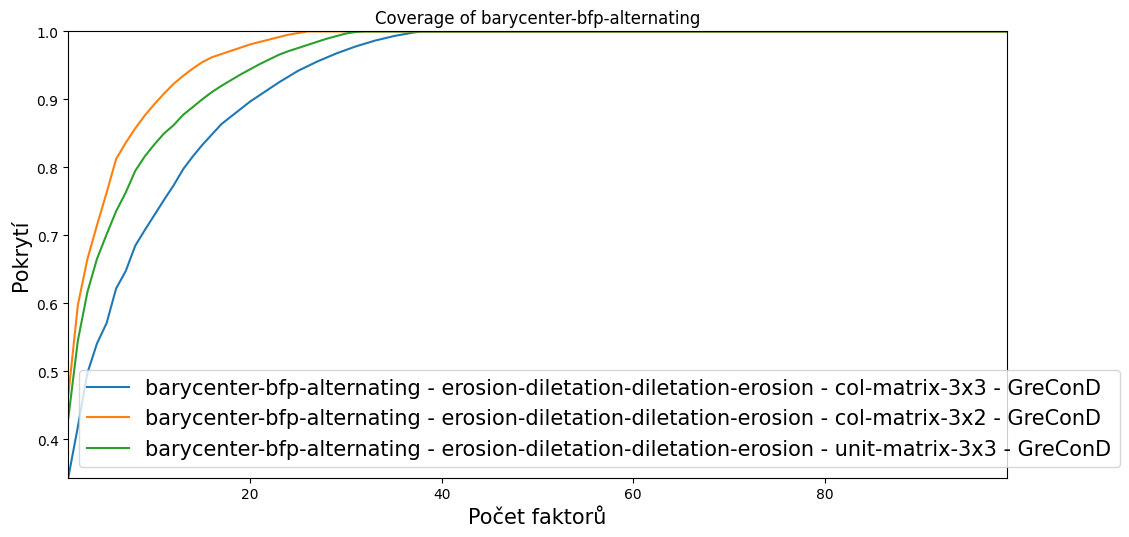 Coverage of barycenter-bfp-alternating
1.0
0.9
0.8
0.7
0.6
0.5
0.4
Pokrytí
barycenter-bfp-alternating - erosion-diletation-diletation-erosion - col-matrix-3x3 - GreConD
barycenter-bfp-alternating - erosion-diletation-diletation-erosion - col-matrix-3x2 - GreConD
barycenter-bfp-alternating - erosion-diletation-diletation-erosion - unit-matrix-3x3 - GreConD
20 40 60 80
Počet faktorů